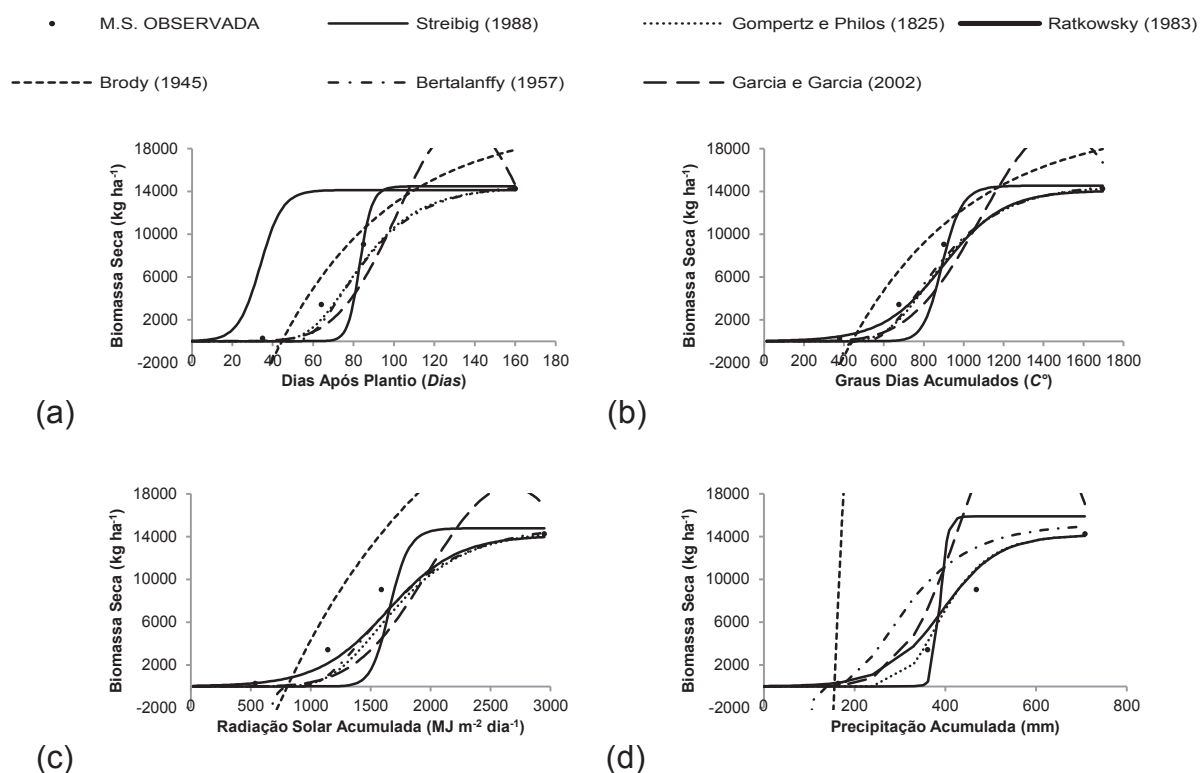 M.S. OBSERVADA Streibig (1988) Gompertz e Philos (1825) Ratkowsky (1983)
Brody (1945) Bertalanffy (1957) Garcia e Garcia (2002)
Biomassa Seca (kg ha-1)
18000
14000
10000
6000
2000
-2000
0 20 40 60 80 100 120 140 160 180
Dias Após Plantio (Dias)
(a)
Biomassa Seca (kg ha-1)
18000
14000
10000
6000
2000
-2000
0 200 400 600 800 1000 1200 1400 1600 1800
Graus Dias Acumulados (C°)
(b)
Biomassa Seca (kg ha-1)
18000
14000
10000
6000
2000
-2000
0 500 1000 1500 2000 2500 3000
Radiação Solar Acumulada (MJ m-2 dia-1)
(c)
Biomassa Seca (kg ha-1)
18000
14000
10000
6000
2000
-2000
0 200 400 600 800
Precipitação Acumulada (mm)
(d)